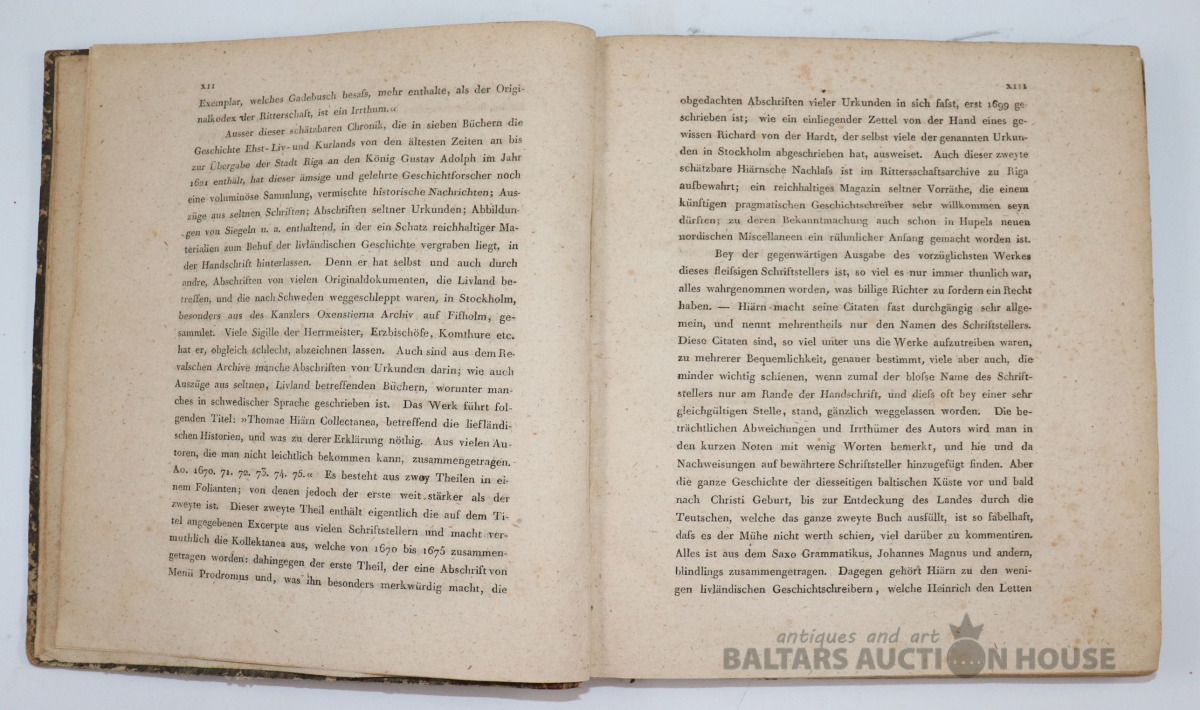 XII
Exemplar, welches Gadebusch besaſs, mehr enthalte, als der Origi-
nalkodex der Ritterschaft, ist ein Irrthum.«
Ausser dieser schätzbaren Chronik, die in sieben Büchern die
Geschichte Ehst- Liv- und Kurlands von den ältesten Zeiten an bis
zur Übergabe der Stadt Riga an den König Gustav Adolph im Jahr
1621 enthält, hat dieser ämsige und gelehrte Geschichtforscher noch
eine voluminöse Sammlung, vermischte historische Nachrichten; Aus-
züge aus seltnen Schriften; Abschriften seltner Urkunden; Abbildun-
gen von Siegeln u. a. enthaltend, in der ein Schatz reichhaltiger Ma-
terialien zum Behuf der livländischen Geschichte vergraben liegt, in
der Handschrift hinterlassen. Denn er hat selbst und auch durch
andre, Abschriften von vielen Originaldokumenten, die Livland be-
treffen, und die nach Schweden weggeschleppt waren, in Stockholm,
besonders aus des Kanzlers Oxenstierna Archiv auf Fifholm, ge-
sammlet. Viele Sigille der Herrmeister, Erzbischöfe, Komthure etc.
hat er, obgleich schlecht, abzeichnen lassen. Auch sind aus dem Re-
valschen Archive manche Abschriften von Urkunden darin; wie auch
Auszüge aus seltnen, Livland betreffenden Büchern, worunter man-
ches in schwedischer Sprache geschrieben ist. Das Werk führt fol-
genden Titel: »Thomae Hiärn Collectanea, betreffend die liefländi-
schen Historien, und was zu derer Erklärung nöthig. Aus vielen Au-
toren, die man nicht leichtlich bekommen kann, zusammengetragen.
Ao. 1670. 71. 72. 73. 74. 75.« Es besteht aus zwey Theilen in ei-
nem Folianten; von denen jedoch der erste weit stärker als der
zweyte ist. Dieser zweyte Theil enthält eigentlich die auf dem Ti-
tel angegebenen Excerpte aus vielen Schriftstellern und macht ver-
muthlich die Kollektanea aus, welche von 1670 bis 1675 zusammen-
getragen worden: dahingegen der erste Theil, der eine Abschrift von
Menii Prodromus und, was ihn besonders merkwürdig macht, die
XIII
obgedachten Abschriften vieler Urkunden in sich faſst, erst 1699 ge-
schrieben ist; wie ein einliegender Zettel von der Hand eines ge-
wissen Richard von der Hardt, der selbst viele der genannten Urkun-
den in Stockholm abgeschrieben hat, ausweiset. Auch dieser zweyte
schätzbare Hiärnsche Nachlaſs ist im Rittersschaftsarchive zu Riga
aufbewahrt; ein reichhaltiges Magazin seltner Vorräthe, die einem
künftigen pragmatischen Geschichtschreiber sehr willkommen seyn
dürften; zu deren Bekanntmachung auch schon in Hupels neuen
nordischen Miscellaneen ein rühmlicher Anfang gemacht worden ist.
Bey der gegenwärtigen Ausgabe des vorzüglichsten Werkes
dieses fleiſsigen Schriftstellers ist, so viel es nur immer thunlich war,
alles wahrgenommen worden, was billige Richter zu fordern ein Recht
haben. — Hiärn macht seine Citaten fast durchgängig sehr allge-
mein, und nennt mehrentheils nur den Namen des Schriftstellers.
Diese Citaten sind, so viel unter uns die Werke aufzutreiben waren,
zu mehrerer Bequemlichkeit, genauer bestimmt, viele aber auch, die
minder wichtig schienen, wenn zumal der bloſse Name des Schrift-
stellers nur am Rande der Handschrift, und dieſs oft bey einer sehr
gleichgültigen Stelle, stand, gänzlich weggelassen worden. Die be-
trächtlichen Abweichungen und Irrthümer des Autors wird man in
den kurzen Noten mit wenig Worten bemerkt, und hie und da
Nachweisungen auf bewährtere Schriftsteller hinzugefügt finden. Aber
die ganze Geschichte der diesseitigen baltischen Küste vor und bald
nach Christi Geburt, bis zur Entdeckung des Landes durch die
Teutschen, welche das ganze zweyte Buch ausfüllt, ist so fabelhaft,
daſs es der Mühe nicht werth schien, viel darüber zu kommentiren.
Alles ist aus dem Saxo Grammatikus, Johannes Magnus und andern,
blindlings zusammengetragen. Dagegen gehört Hiärn zu den weni-
gen livländischen Geschichtschreibern, welche Heinrich den Letten
antiques and art
BALTARS AUCTION HOUSE